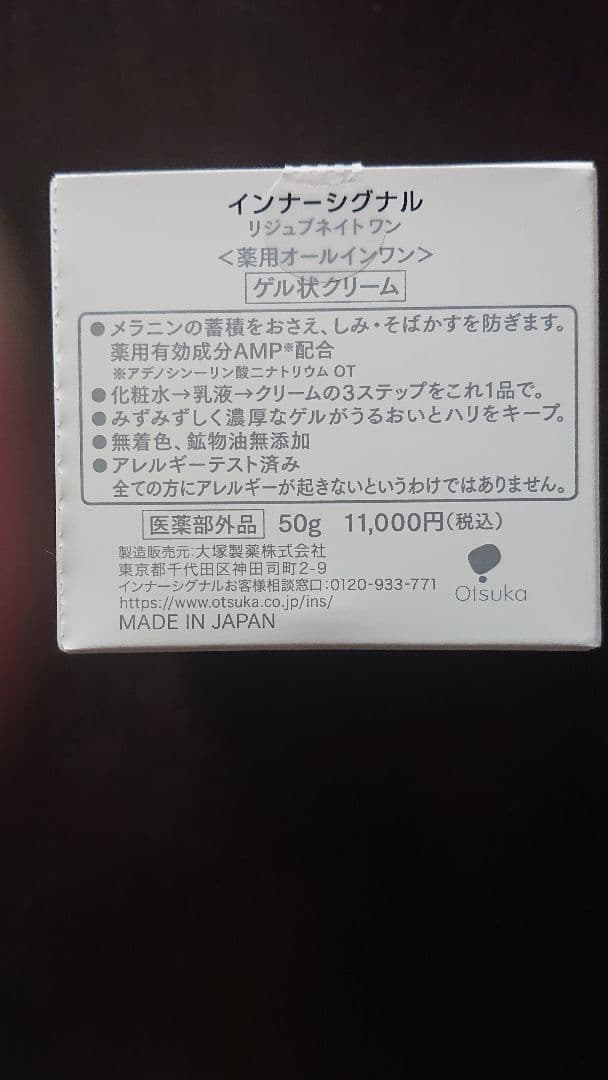 インナーシグナル
リジュブネイト ワン
＜薬用オールインワン＞
ゲル状クリーム
●メラニンの蓄積をおさえ、しみ・そばかすを防ぎます。
薬用有効成分AMP※配合
※アデノシン一リン酸二ナトリウム OT
●化粧水→乳液→クリームの3ステップをこれ1品で。
●みずみずしく濃厚なゲルがうるおいとハリをキープ。
●無着色、鉱物油無添加
●アレルギーテスト済み
全ての方にアレルギーが起きないというわけではありません。
医薬部外品 50g 11,000円(税込)
製造販売元:大塚製薬株式会社
東京都千代田区神田司町2-9
インナーシグナルお客様相談窓口:0120-933-771
https://www.otsuka.co.jp/ins/
MADE IN JAPAN
Otsuka